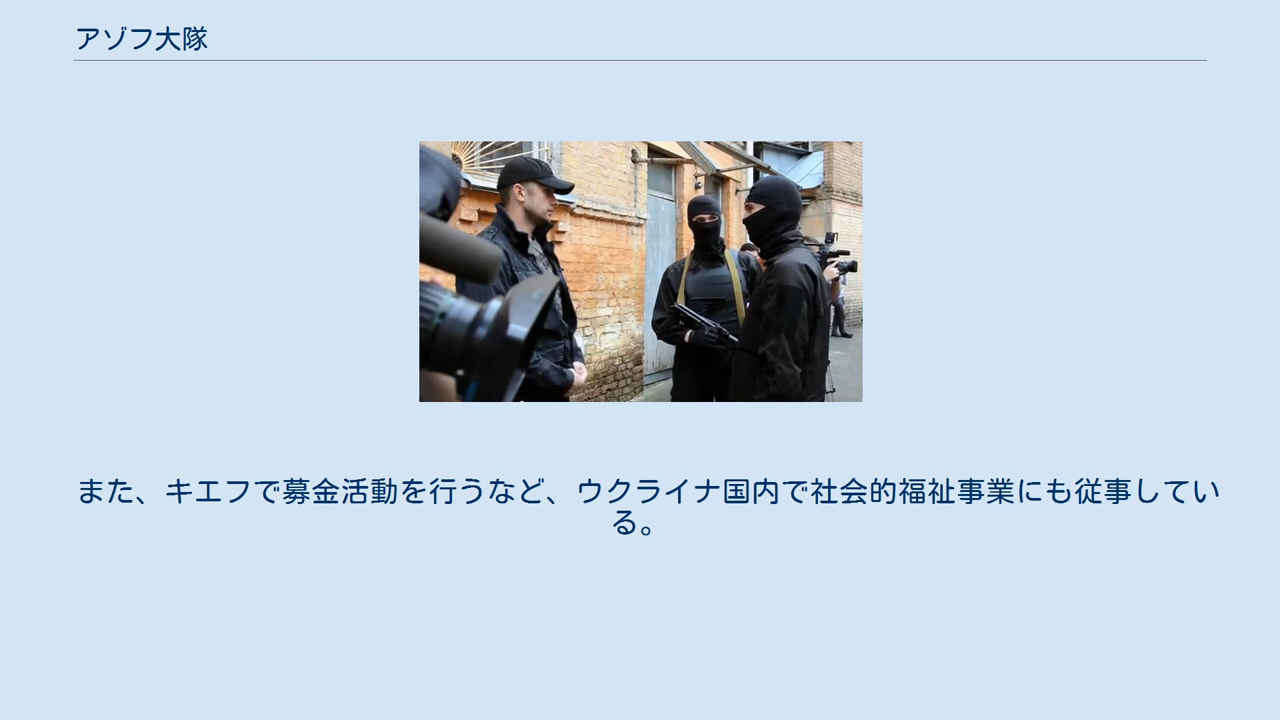 アゾフ大隊
また、キエフで募金活動を行うなど、ウクライナ国内で社会的福祉事業にも従事してい
る。